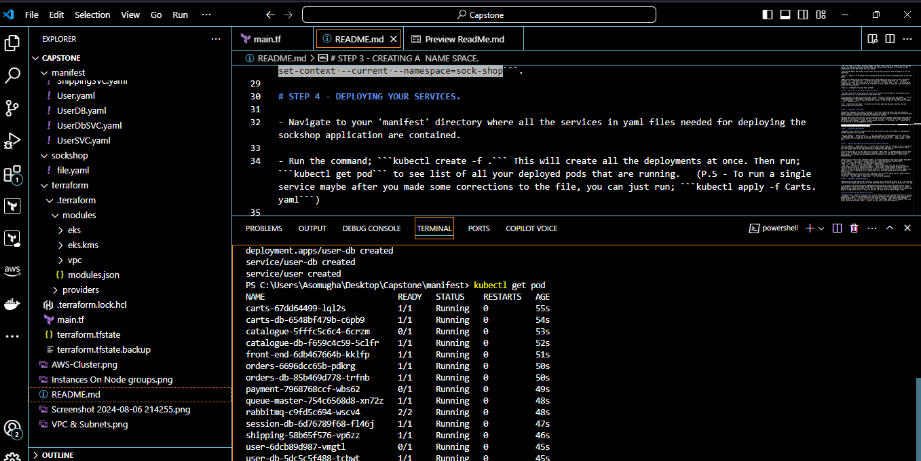 File Edit Selection View Go Run ···
Capstone
EXPLORER
CAPSTONE
manifest
ShippingSVC.yaml
User.yaml
UserDB.yaml
UserDbSVC.yaml
UserSVC.yaml
sockshop
file.yaml
terraform
.terraform
modules
eks
eks.kms
vpc
modules.json
providers
.terraform.lock.hcl
main.tf
terraform.tfstate
terraform.tfstate.backup
AWS-Cluster.png
Instances On Node groups.png
README.md
Screenshot 2024-08-06 214255.png
VPC & Subnets.png
OUTLINE
aws
1
2
main.tf
README.md
Preview ReadMe.md
README.md > # STEP 3 - CREATING A NAME SPACE.
set-context --current --namespace=sock-shop```.
29
30 # STEP 4 - DEPLOYING YOUR SERVICES.
31
32 - Navigate to your 'manifest' directory where all the services in yaml files needed for deploying the
sockshop application are contained.
33
34 - Run the command; ```kubectl create -f .``` This will create all the deployments at once. Then run;
```kubectl get pod``` to see list of all your deployed pods that are running. (P.S - To run a single
service maybe after you made some corrections to the file, you can just run; ```kubectl apply -f Carts.
yaml```)
35
PROBLEMS OUTPUT DEBUG CONSOLE TERMINAL PORTS COPILOT VOICE
powershell
deployment.apps/user-db created
service/user-db created
service/user created
PS C:\Users\Asomugha\Desktop\Capstone\manifest> kubectl get pod
NAME READY STATUS RESTARTS AGE
carts-67dd64499-lql2s 1/1 Running 0 55s
carts-db-6548bf479b-c6pb9 1/1 Running 0 54s
catalogue-5fffc5c6c4-6crzm 0/1 Running 0 53s
catalogue-db-f659c4c59-5clfr 1/1 Running 0 52s
front-end-6db467664b-kklfp 1/1 Running 0 51s
orders-6696dcc65b-pdkrg 1/1 Running 0 50s
orders-db-85b469d778-trfnb 1/1 Running 0 50s
payment-7968768ccf-wbs62 0/1 Running 0 49s
queue-master-754c6568d8-xn72z 1/1 Running 0 48s
rabbitmq-c9fd5c694-wscv4 2/2 Running 0 48s
session-db-6d76789f68-fl46j 1/1 Running 0 47s
shipping-58b65f576-vp6zz 1/1 Running 0 46s
user-6dcb89d987-vmgtl 0/1 Running 0 45s
user-db-5dc5c5f488-tcbwt 1/1 Running 0 45s